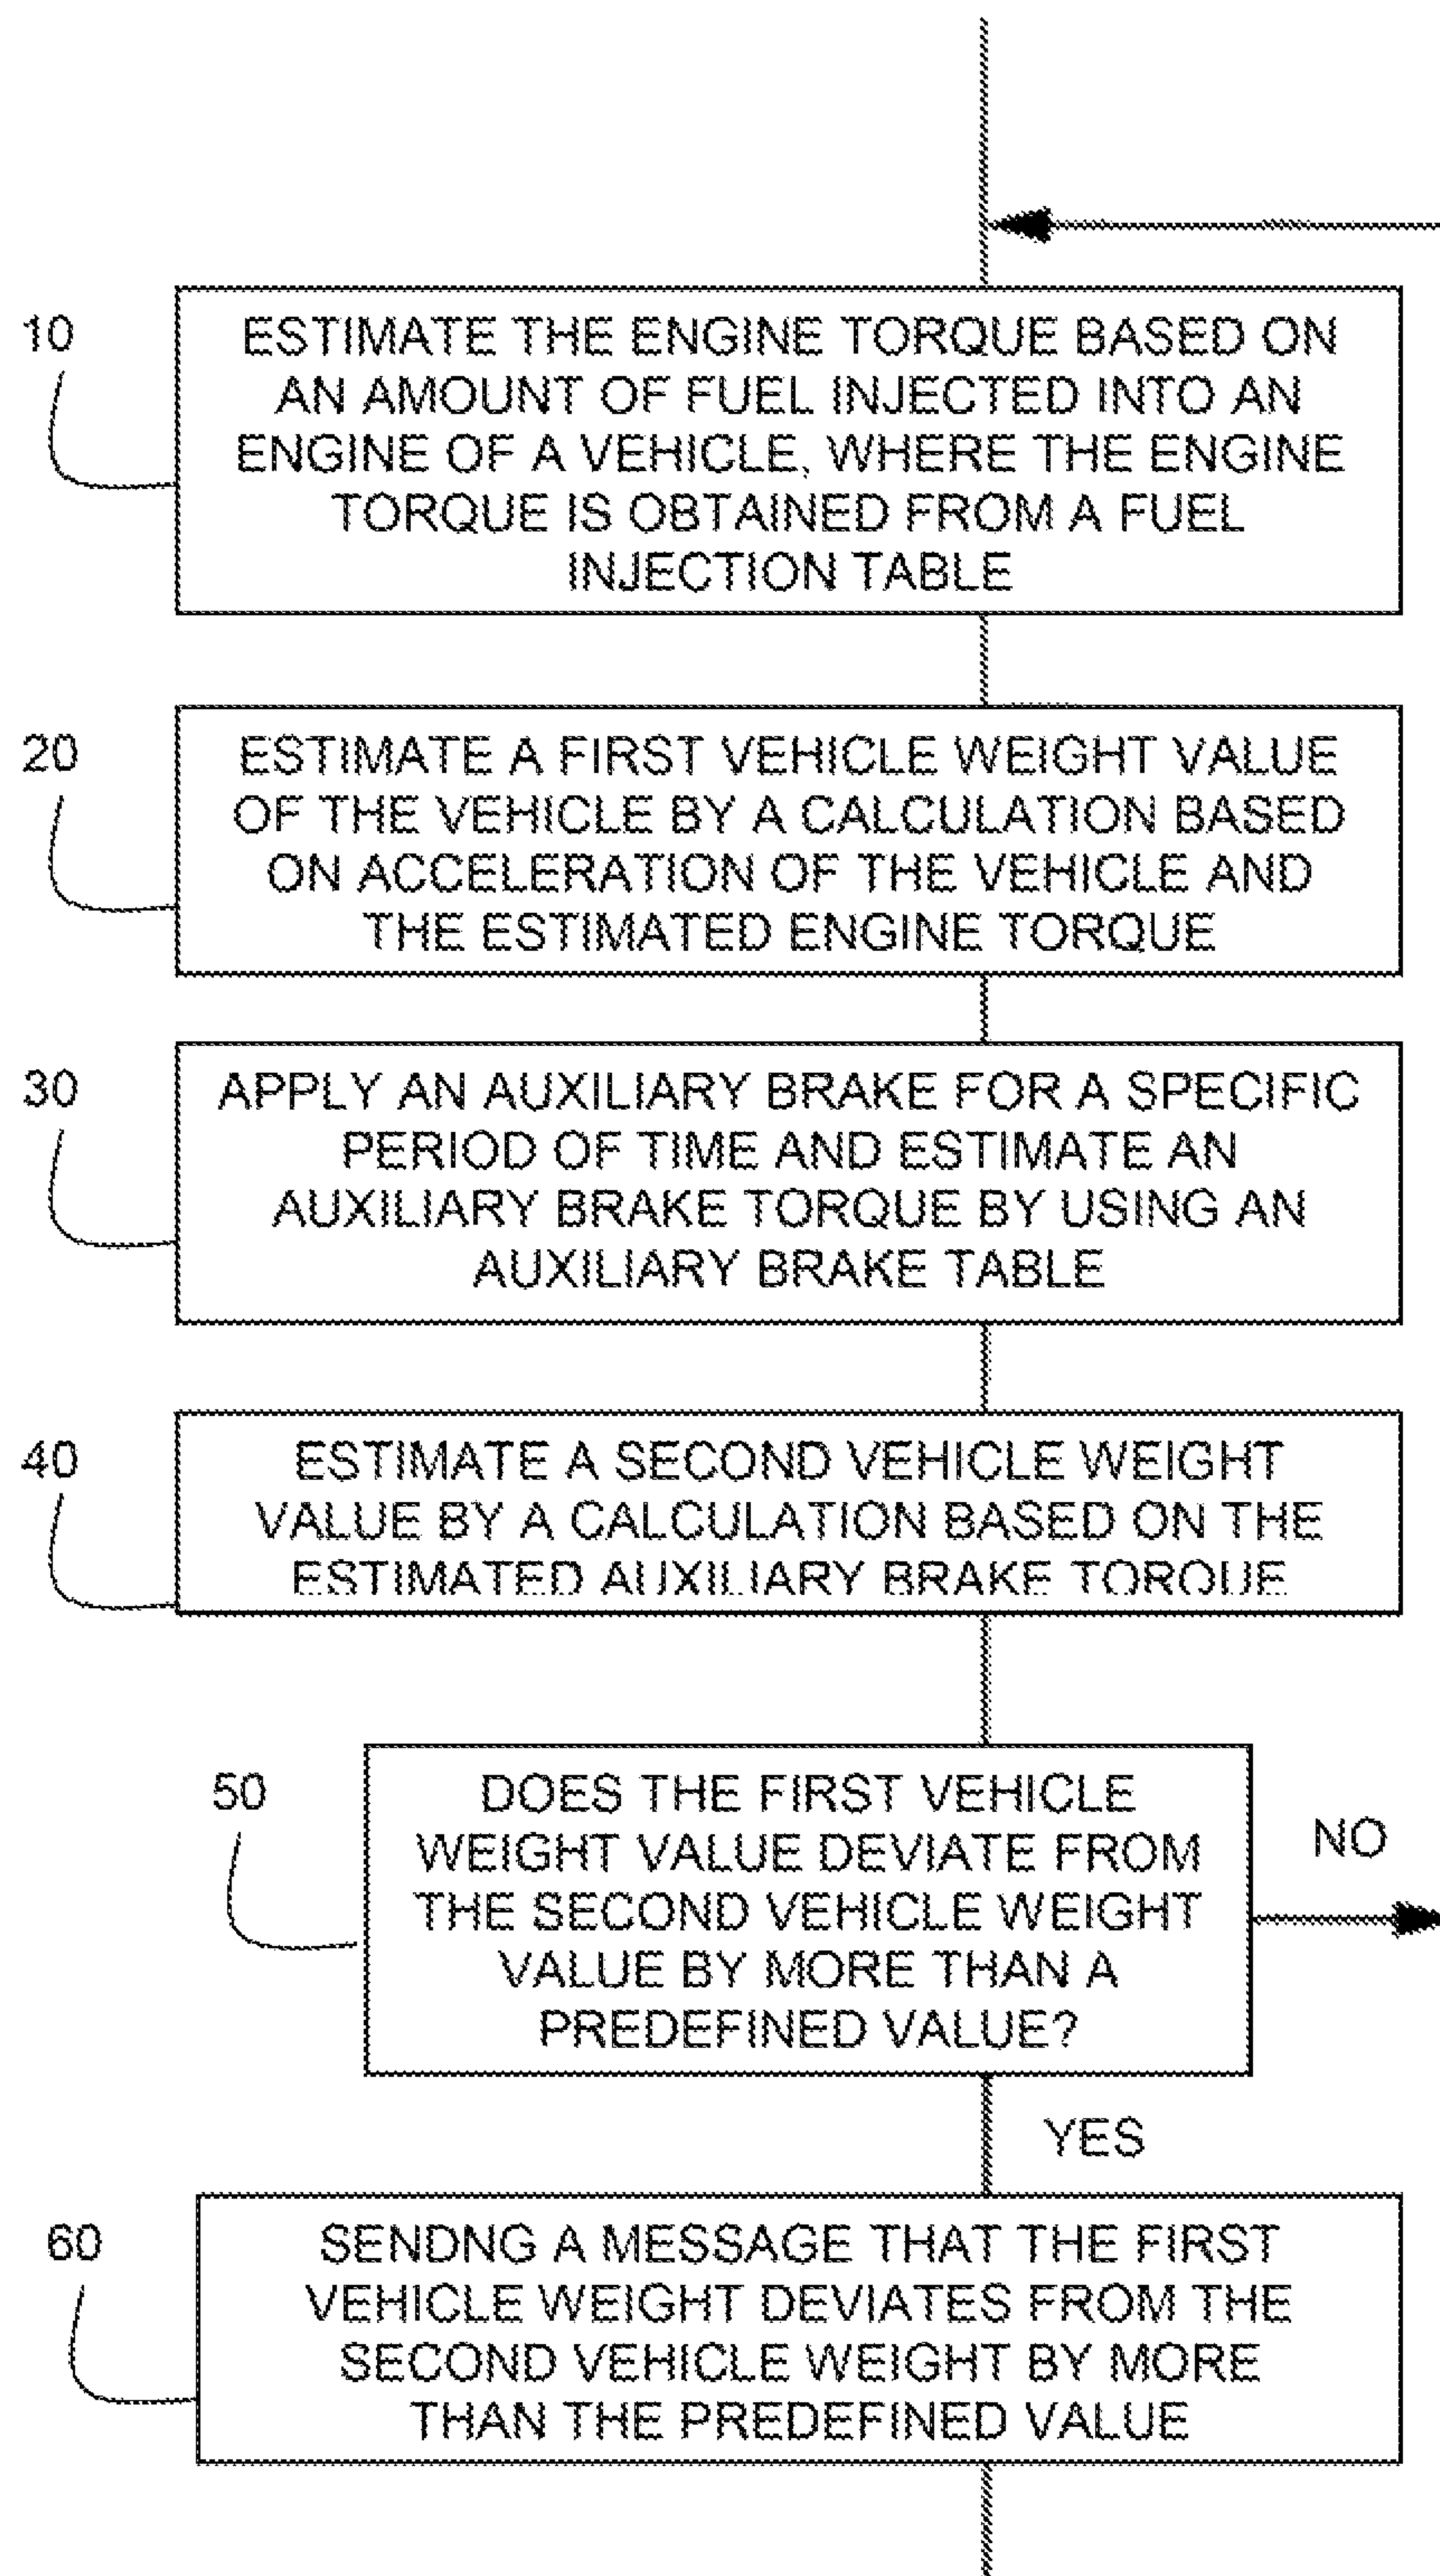 10
ESTIMATE THE ENGINE TORQUE BASED ON
AN AMOUNT OF FUEL INJECTED INTO AN
ENGINE OF A VEHICLE, WHERE THE ENGINE
TORQUE IS OBTAINED FROM A FUEL
INJECTION TABLE
20
ESTIMATE A FIRST VEHICLE WEIGHT VALUE
OF THE VEHICLE BY A CALCULATION BASED
ON ACCELERATION OF THE VEHICLE AND
THE ESTIMATED ENGINE TORQUE
30
APPLY AN AUXILIARY BRAKE FOR A SPECIFIC
PERIOD OF TIME AND ESTIMATE AN
AUXILIARY BRAKE TORQUE BY USING AN
AUXILIARY BRAKE TABLE
40
ESTIMATE A SECOND VEHICLE WEIGHT
VALUE BY A CALCULATION BASED ON THE
ESTIMATED AUXILIARY BRAKE TORQUE
50
DOES THE FIRST VEHICLE
WEIGHT VALUE DEVIATE FROM
THE SECOND VEHICLE WEIGHT
VALUE BY MORE THAN A
PREDEFINED VALUE?
NO
YES
60
SENDNG A MESSAGE THAT THE FIRST
VEHICLE WEIGHT DEVIATES FROM THE
SECOND VEHICLE WEIGHT BY MORE
THAN THE PREDEFINED VALUE